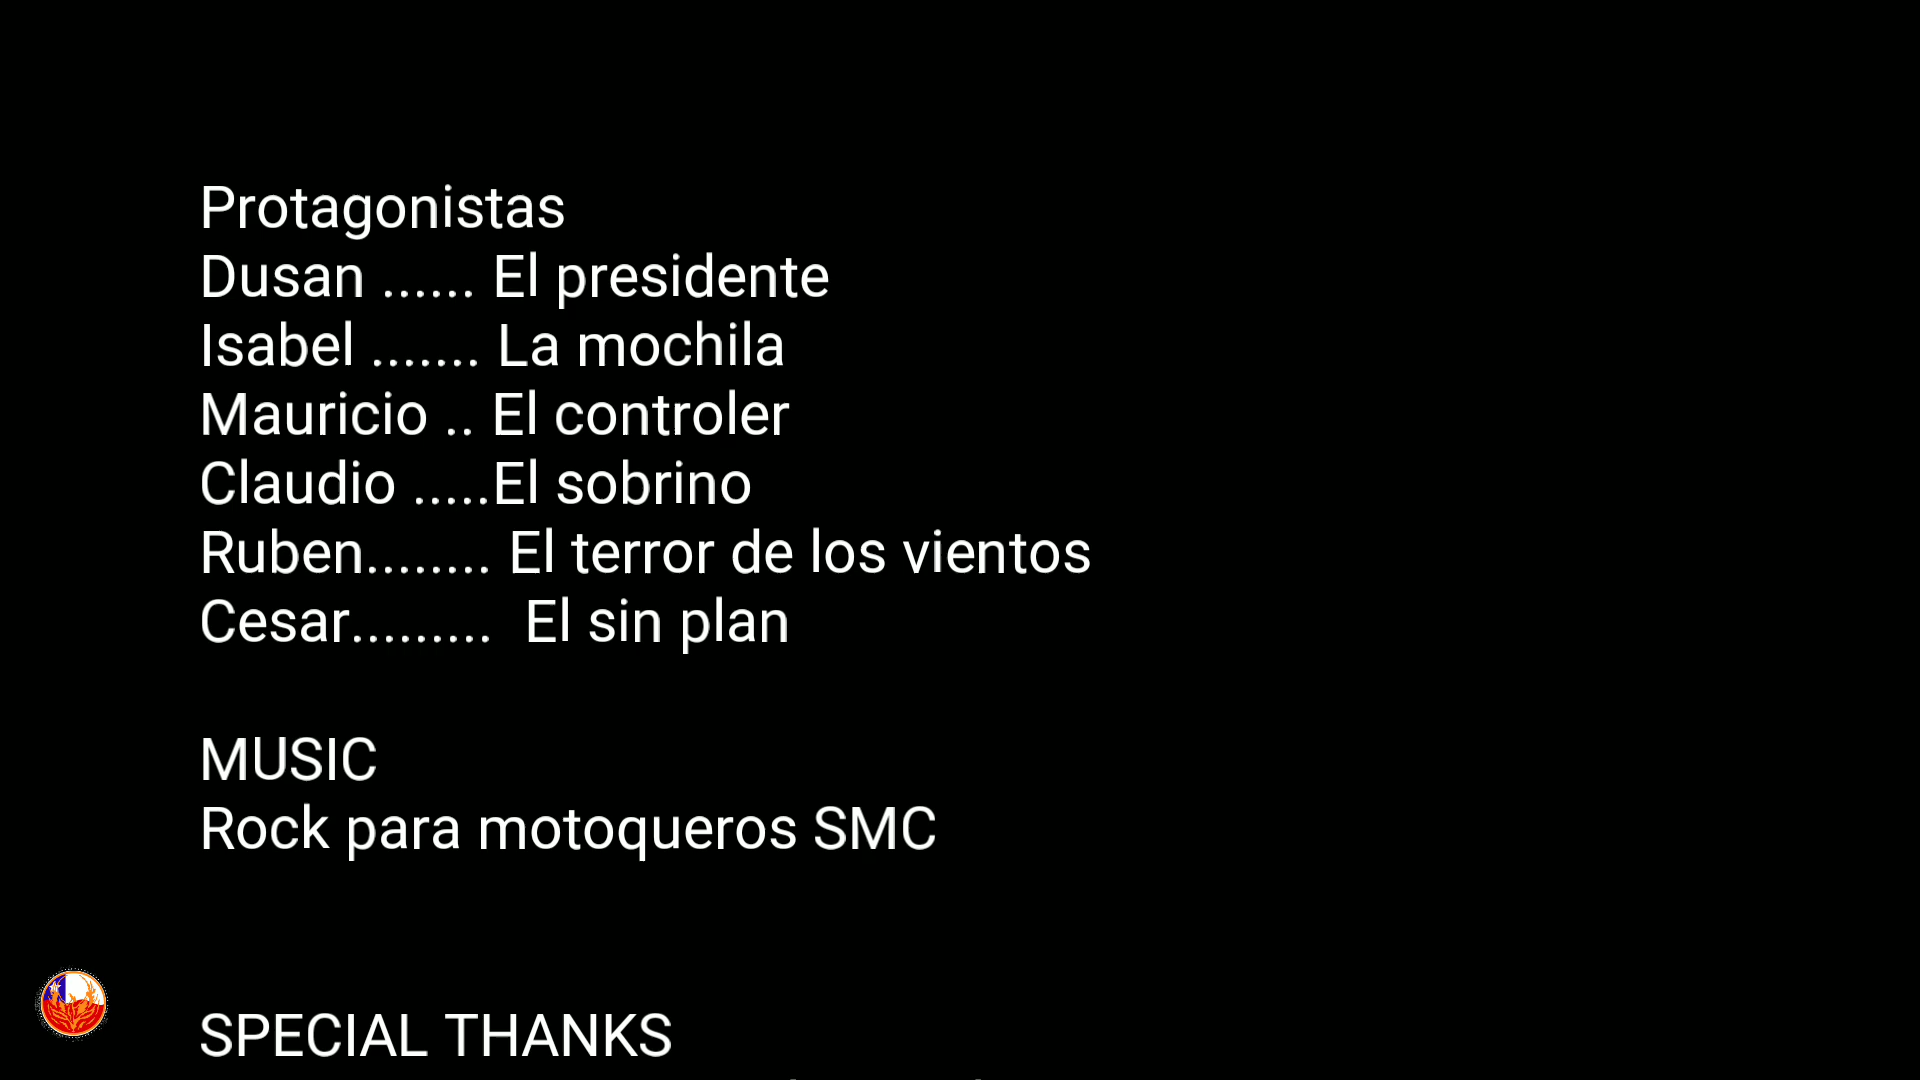 Protagonistas
Dusan ...... El presidente
Isabel ....... La mochila
Mauricio .. El controler
Claudio .....El sobrino
Ruben........ El terror de los vientos
Cesar.........  El sin plan
MUSIC
Rock para motoqueros SMC
SPECIAL THANKS